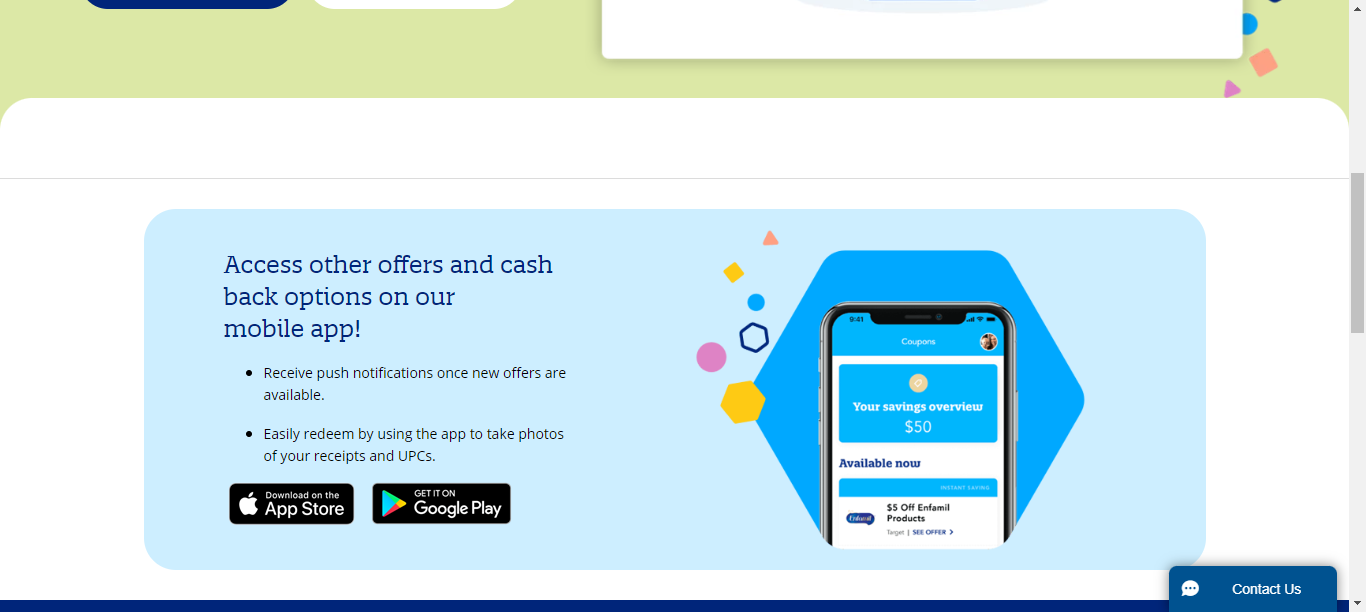 Access other offers and cash
back options on our
mobile app!
Receive push notifications once new offers are
available.
Easily redeem by using the app to take photos
of your receipts and UPCs.
Download on the
App Store
GET IT ON
Google Play
9:41
Coupons
Your savings overview
$50
Available now
INSTANT SAVING
$5 Off Enfamil
Products
Enfamil
Target | SEE OFFER >
Contact Us